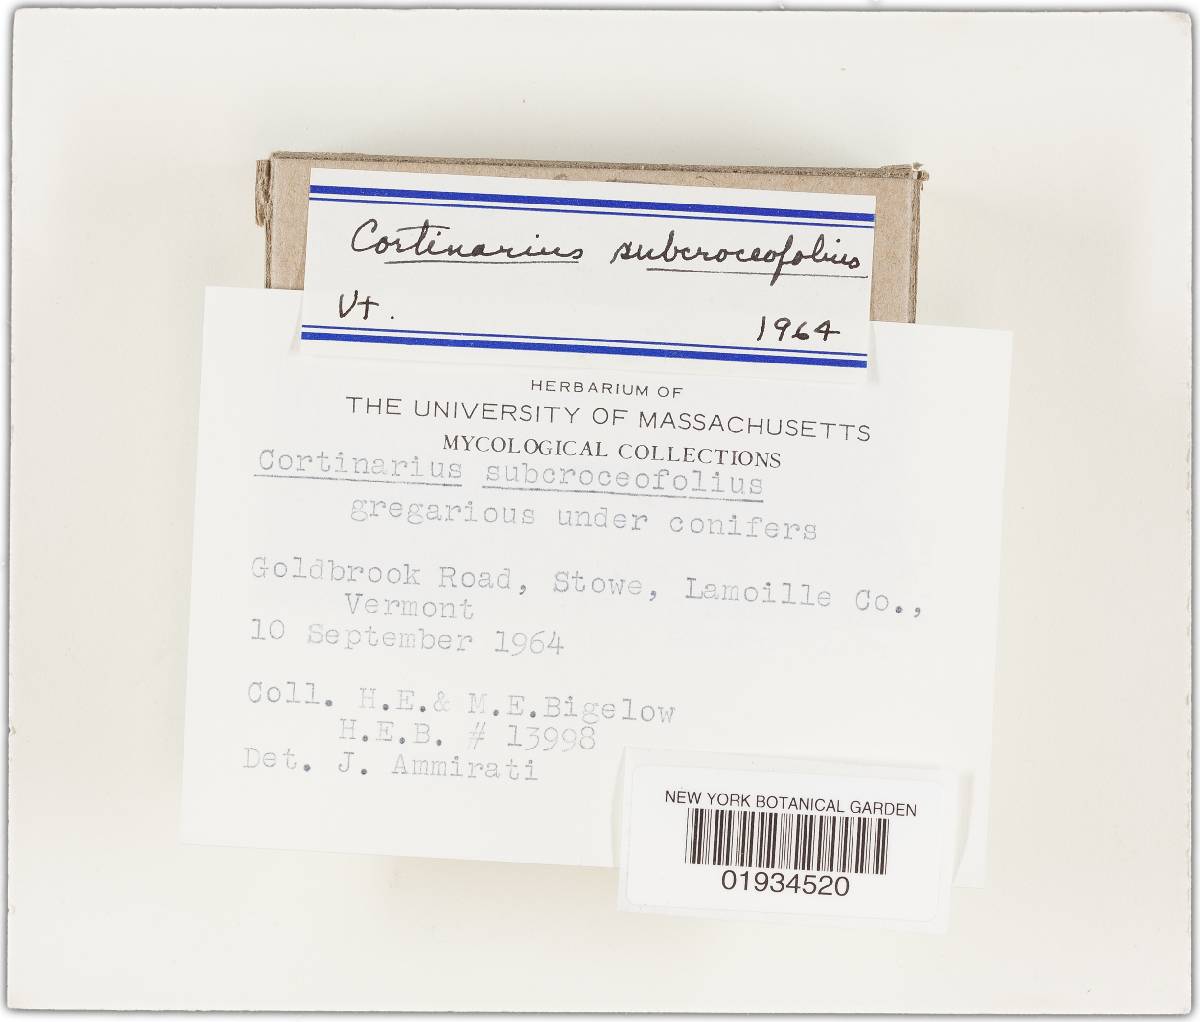 Cortinarius subcroceofolius
Vt. 1964
HERBARIUM OF
THE UNIVERSITY OF MASSACHUSETTS
MYCOLOGICAL COLLECTIONS
Cortinarius subcroceofolius
gregarious under conifers
Goldbrook Road, Stowe, Lamoille Co.,
Vermont
10 September 1964
Coll. H.E.& M.E.Bigelow
H.E.B. # 13998
Det. J. Ammirati
NEW YORK BOTANICAL GARDEN
01934520